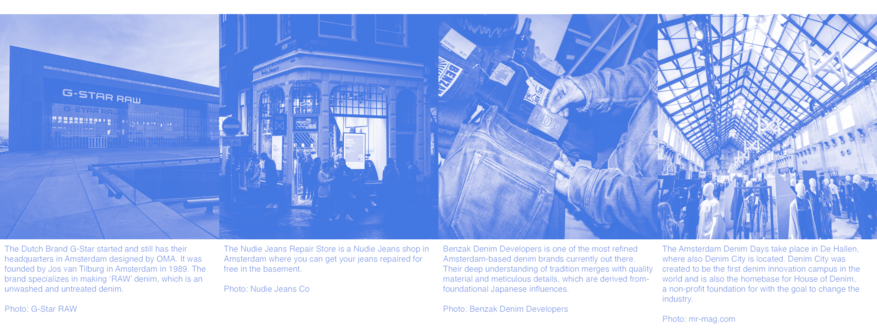 G-STAR RAW
The Dutch Brand G-Star started and still has their
headquarters in Amsterdam designed by OMA. It was
founded by Jos van Tilburg in Amsterdam in 1989. The
brand specializes in making ‘RAW’ denim, which is an
unwashed and untreated denim.
Photo: G-Star RAW
The Nudie Jeans Repair Store is a Nudie Jeans shop in
Amsterdam where you can get your jeans repaired for
free in the basement.
Photo: Nudie Jeans Co
BENZAK
Benzak Denim Developers is one of the most refined
Amsterdam-based denim brands currently out there.
Their deep understanding of tradition merges with quality
material and meticulous details, which are derived from-
foundational Japanese influences.
Photo: Benzak Denim Developers
The Amsterdam Denim Days take place in De Hallen,
where also Denim City is located. Denim City was
created to be the first denim innovation campus in the
world and is also the homebase for House of Denim,
a non-profit foundation for with the goal to change the
industry.
Photo: mr-mag.com